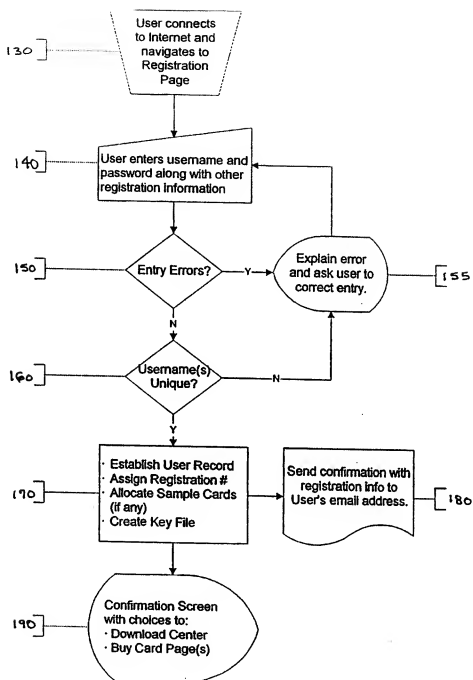 User connects
to Internet and
navigates to
Registration
Page
130
140
User enters username and
password along with other
registration information
150
Entry Errors?
Y
Explain error
and ask user to
correct entry.
155
N
160
Username(s)
Unique?
N
Y
170
· Establish User Record
· Assign Registration #
· Allocate Sample Cards
(if any)
· Create Key File
Send confirmation with
registration info to
User's email address.
180
190
Confirmation Screen
with choices to:
· Download Center
· Buy Card Page(s)